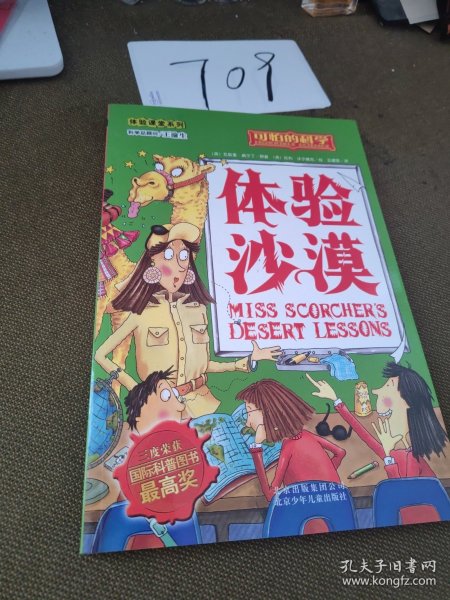 709
体验课堂系列
可怕的科学
体验
沙漠
MISS SCORCHER'S
DESERT LESSONS
三度荣获
国际科普图书
最高奖
北京出版集团公司
北京少年儿童出版社
孔夫子旧书网
www.kongfz.com